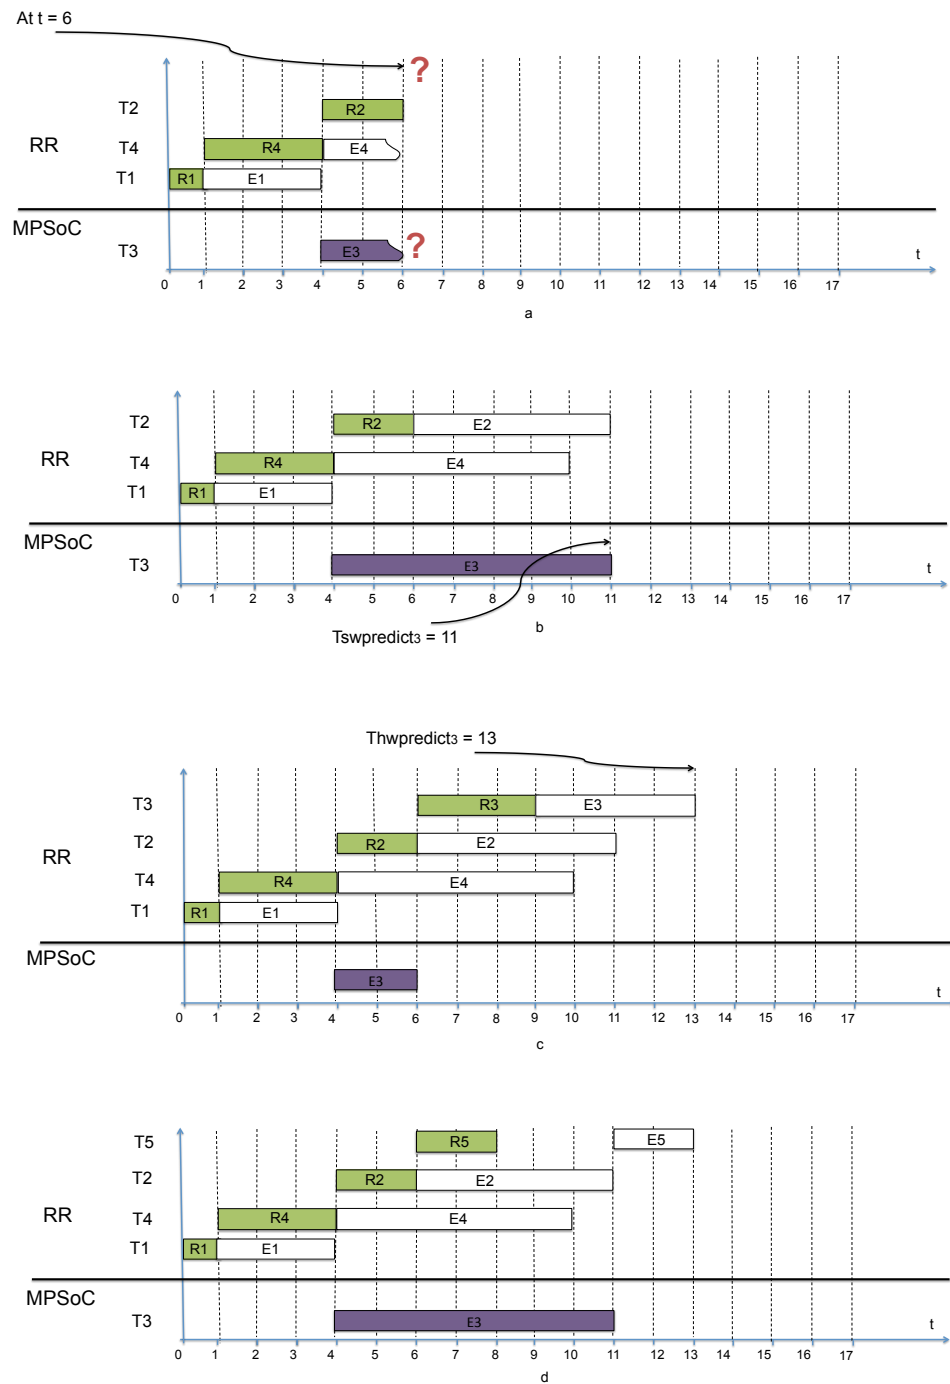 At t = 6
?
T2 R2
RR T4 R4 E4
T1 R1 E1
MPSoC
T3 E3 ?
t
0 1 2 3 4 5 6 7 8 9 10 11 12 13 14 15 16 17
a
T2 R2 E2
RR T4 R4 E4
T1 R1 E1
MPSoC
T3 E3
t
0 1 2 3 4 5 6 7 8 9 10 11 12 13 14 15 16 17
b
Tswpredict3 = 11
Thwpredict3 = 13
T3 R3 E3
T2 R2 E2
RR
T4 R4 E4
T1 R1 E1
MPSoC
E3
t
0 1 2 3 4 5 6 7 8 9 10 11 12 13 14 15 16 17
c
T5 R5 E5
T2 R2 E2
RR T4 R4 E4
T1 R1 E1
MPSoC
T3 E3
t
0 1 2 3 4 5 6 7 8 9 10 11 12 13 14 15 16 17
d